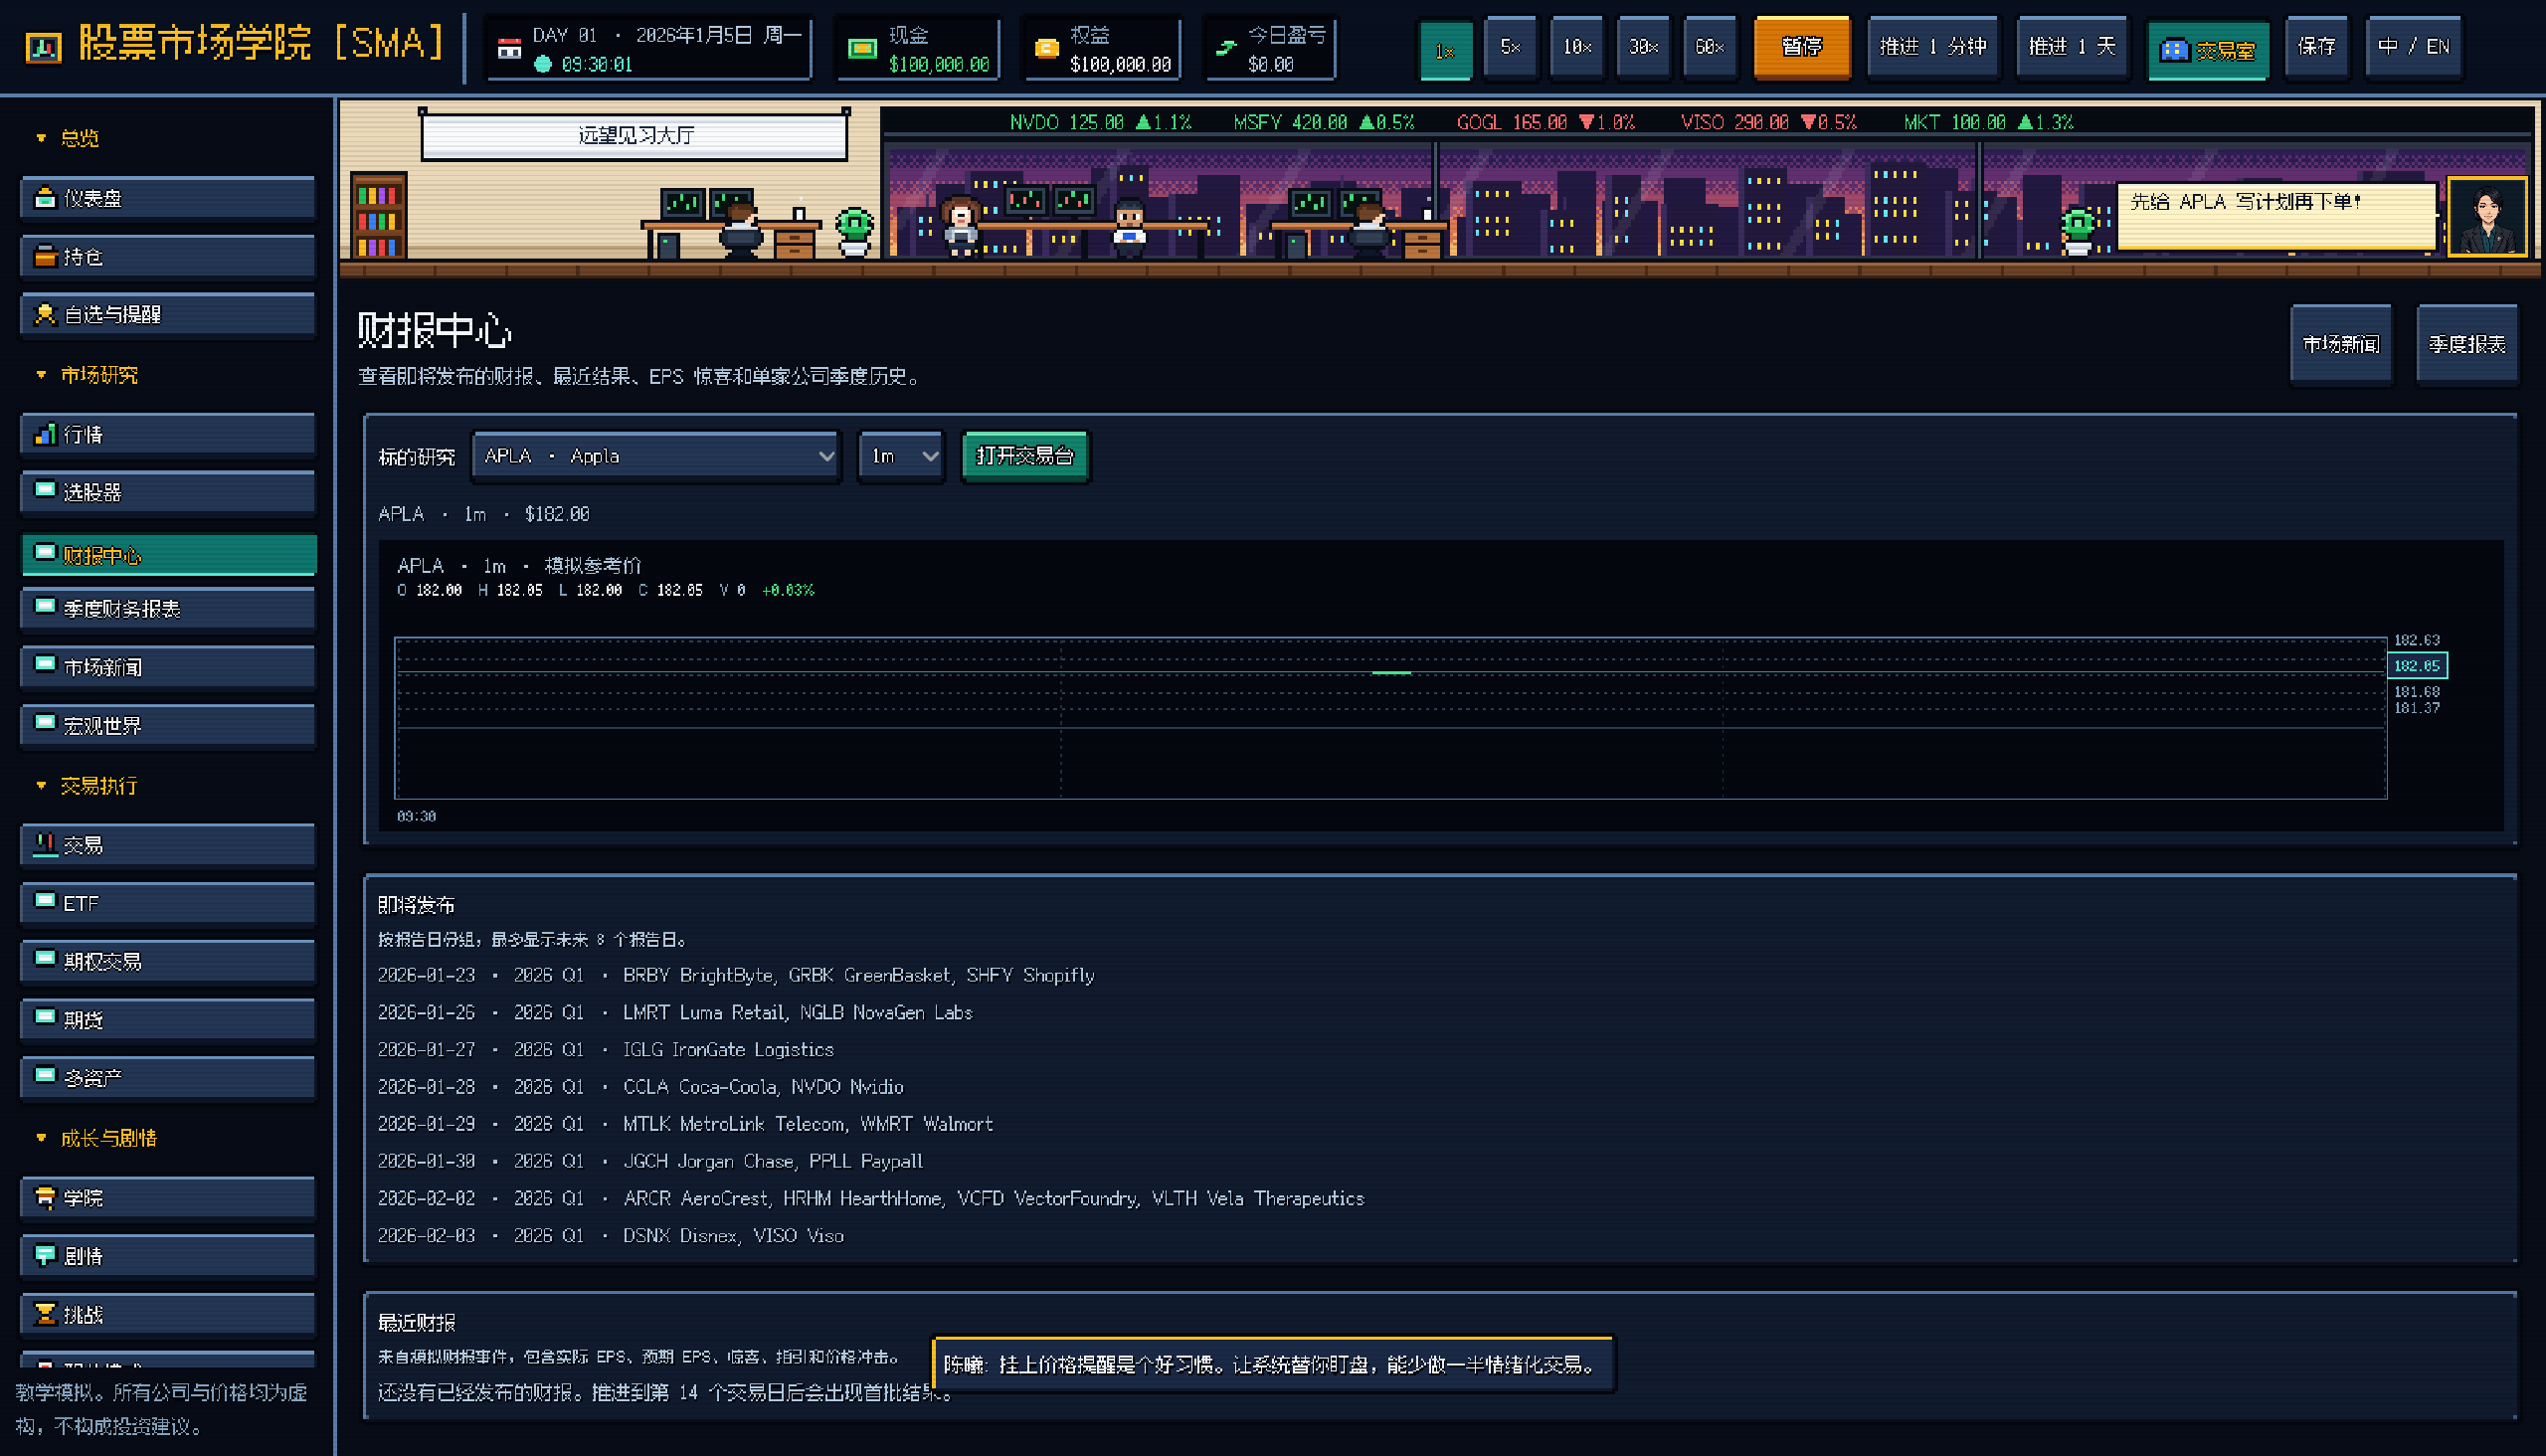 股票市场学院 [SMA]
DAY 01 · 2026年1月5日 周一
09:30:01
现金
$100,000.00
权益
$100,000.00
今日盈亏
$0.00
1×
5×
10×
30×
60×
暂停
推进 1 分钟
推进 1 天
交易室
保存
中 / EN
总览
仪表盘
持仓
自选与提醒
市场研究
行情
选股器
财报中心
季度财务报表
市场新闻
宏观世界
交易执行
交易
ETF
期权交易
期货
多资产
成长与剧情
学院
剧情
挑战
教学模拟。所有公司与价格均为虚
构，不构成投资建议。
远望见习大厅
NVDO 125.00 ▲1.1% MSFY 420.00 ▲0.5% GOGL 165.00 ▼1.0% VISO 290.00 ▼0.5% MKT 100.00 ▲1.3%
先给 APLA 写计划再下单！
财报中心
查看即将发布的财报、最近结果、EPS 惊喜和单家公司季度历史。
市场新闻
季度报表
标的研究
APLA · Appla
1m
打开交易台
APLA · 1m · $182.00
APLA · 1m · 模拟参考价
O 182.00 H 182.05 L 182.00 C 182.05 V 0 +0.03%
182.63
182.05
181.68
181.37
09:30
即将发布
按报告日分组，最多显示未来 8 个报告日。
2026-01-23 · 2026 Q1 · BRBY BrightByte, GRBK GreenBasket, SHFY Shopifly
2026-01-26 · 2026 Q1 · LMRT Luma Retail, NGLB NovaGen Labs
2026-01-27 · 2026 Q1 · IGLG IronGate Logistics
2026-01-28 · 2026 Q1 · CCLA Coca-Coola, NVDO Nvidio
2026-01-29 · 2026 Q1 · MTLK MetroLink Telecom, WMRT Walmort
2026-01-30 · 2026 Q1 · JGCH Jorgan Chase, PPLL Paypall
2026-02-02 · 2026 Q1 · ARCR AeroCrest, HRHM HearthHome, VCFD VectorFoundry, VLTH Vela Therapeutics
2026-02-03 · 2026 Q1 · DSNX Disnex, VISO Viso
最近财报
来自模拟财报事件，包含实际 EPS、预期 EPS、惊喜、指引和价格冲击。
还没有已经发布的财报。推进到第 14 个交易日后会出现首批结果。
陈曦: 挂上价格提醒是个好习惯。让系统替你盯盘，能少做一半情绪化交易。